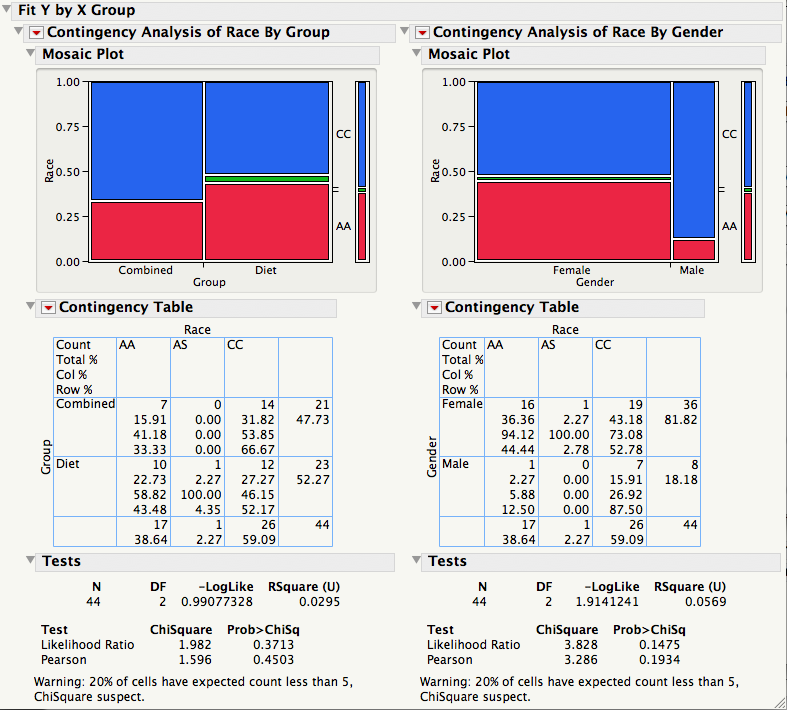 Fit Y by X Group
Contingency Analysis of Race By Group
Mosaic Plot
1.00
0.75
0.50
0.25
0.00
Race
CC
=
AA
Combined Diet
Group
Contingency Table
Race
Count AA AS CC
Total %
Col %
Row %
Group
Combined 7 0 14 21
15.91 0.00 31.82 47.73
41.18 0.00 53.85
33.33 0.00 66.67
Diet 10 1 12 23
22.73 2.27 27.27 52.27
58.82 100.00 46.15
43.48 4.35 52.17
17 1 26 44
38.64 2.27 59.09
Tests
N DF -LogLike RSquare (U)
44 2 0.99077328 0.0295
Test ChiSquare Prob>ChiSq
Likelihood Ratio 1.982 0.3713
Pearson 1.596 0.4503
Warning: 20% of cells have expected count less than 5,
ChiSquare suspect.
Contingency Analysis of Race By Gender
Mosaic Plot
1.00
0.75
0.50
0.25
0.00
Race
CC
=
AA
Female Male
Gender
Contingency Table
Race
Count AA AS CC
Total %
Col %
Row %
Gender
Female 16 1 19 36
36.36 2.27 43.18 81.82
94.12 100.00 73.08
44.44 2.78 52.78
Male 1 0 7 8
2.27 0.00 15.91 18.18
5.88 0.00 26.92
12.50 0.00 87.50
17 1 26 44
38.64 2.27 59.09
Tests
N DF -LogLike RSquare (U)
44 2 1.9141241 0.0569
Test ChiSquare Prob>ChiSq
Likelihood Ratio 3.828 0.1475
Pearson 3.286 0.1934
Warning: 20% of cells have expected count less than 5,
ChiSquare suspect.